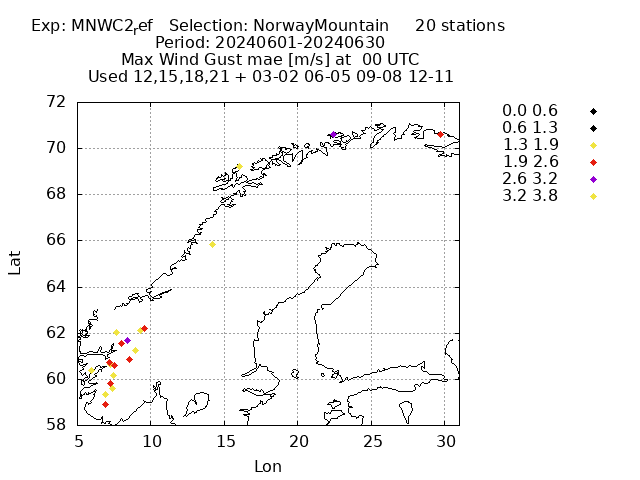 Exp: MNWC2ref   Selection: NorwayMountain     20 stations
Period: 20240601-20240630
Max Wind Gust mae [m/s] at  00 UTC
Used 12,15,18,21 + 03-02 06-05 09-08 12-11
72
70
68
66
64
62
60
58
Lat
5 10 15 20 25 30
Lon
0.0 0.6
0.6 1.3
1.3 1.9
1.9 2.6
2.6 3.2
3.2 3.8